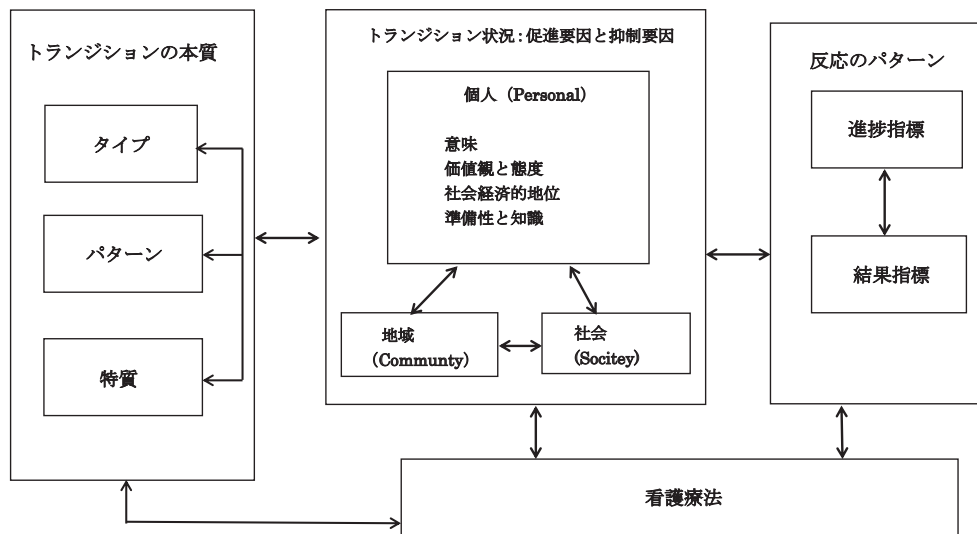 トランジションの本質
タイプ
パターン
特質
トランジション状況:促進要因と抑制要因
個人（Personal）
意味
価値観と態度
社会経済的地位
準備性と知識
地域
（Communty）
社会
(Socitey)
反応のパターン
進捗指標
結果指標
看護療法